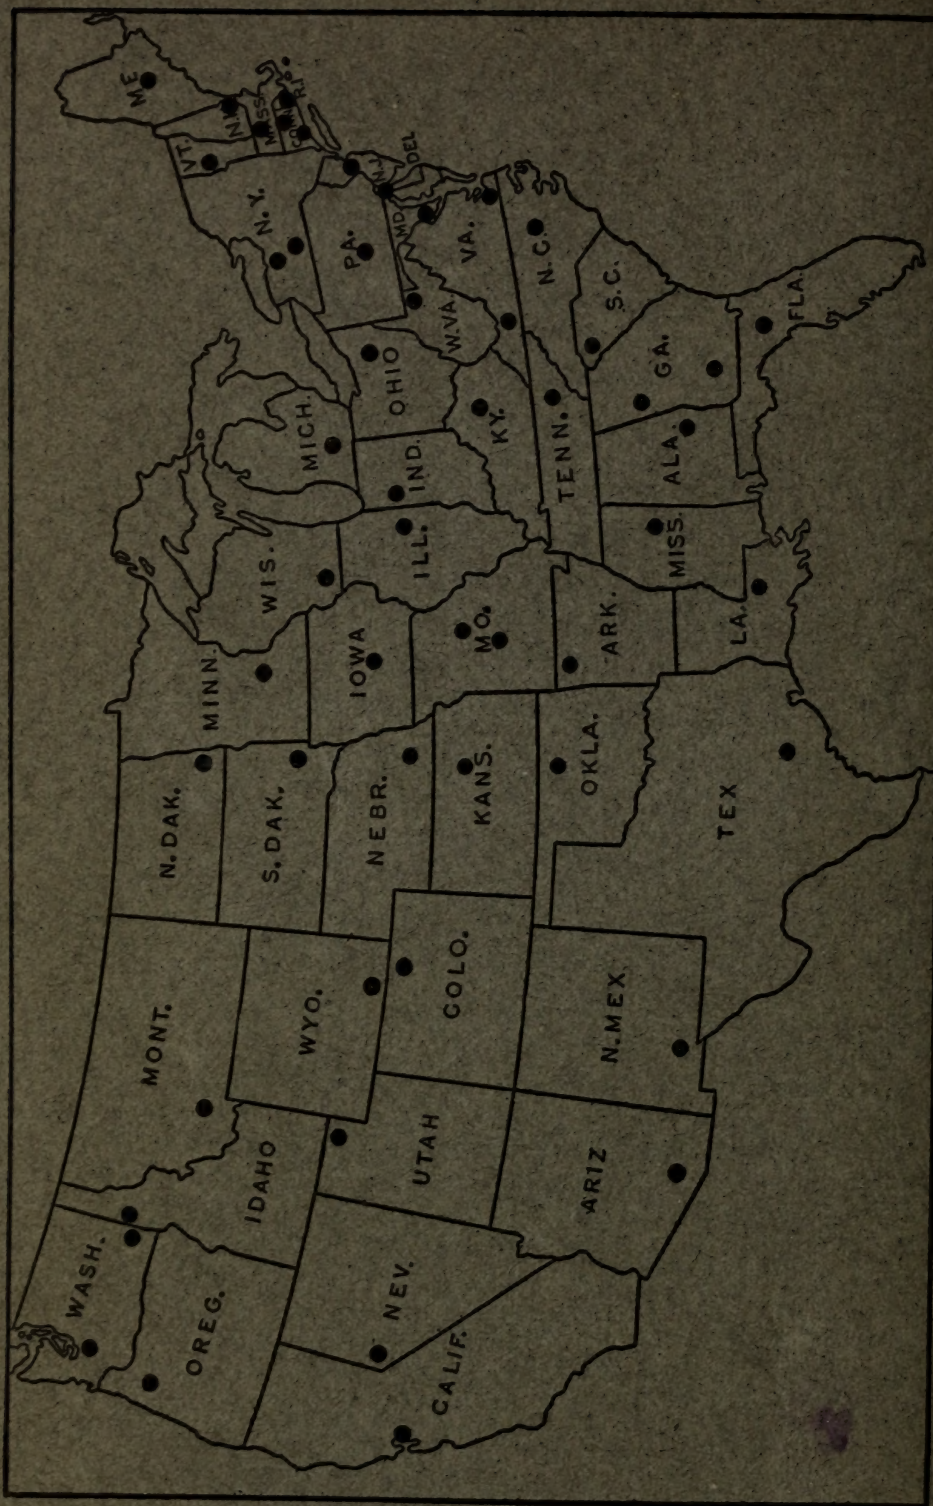 WASH.
OREG.
CALIF.
NEV.
IDAHO
MONT.
WYO.
UTAH
ARIZ
COLO.
N.MEX
N.DAK.
S.DAK.
NEBR.
KANS.
OKLA.
TEX
MINN.
IOWA
MO.
ARK.
LA.
WIS.
ILL.
MISS.
MICH.
IND.
OHIO
KY.
TENN.
ALA.
GA.
FLA.
S.C.
N.C.
VA.
W.VA.
MD.
DEL
N.J.
PA.
N.Y.
VT.
N.H.
MASS.
CONN.
R.I.
ME